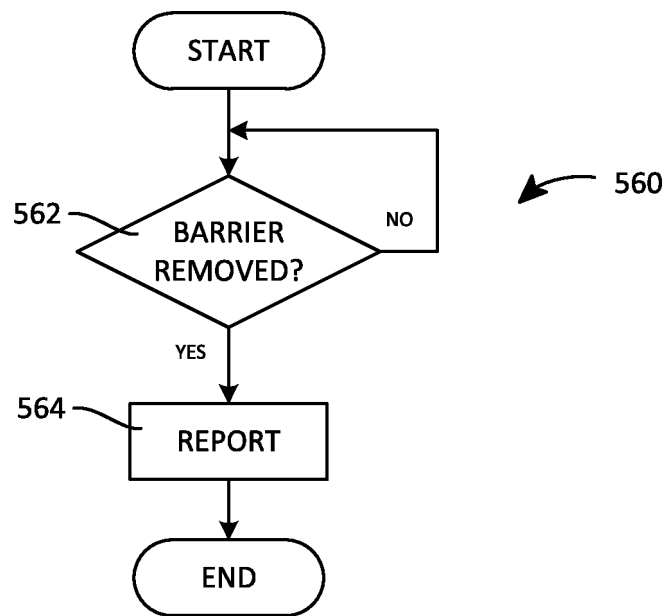 START
560
562
BARRIER
REMOVED?
NO
YES
564
REPORT
END